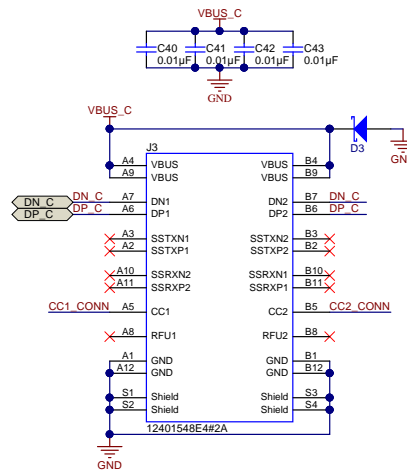 VBUS_C
C40 C41 C42 C43
0.01µF 0.01µF 0.01µF 0.01µF
GND
VBUS_C
J3
D3
GN
A4 VBUS VBUS B4
A9 VBUS VBUS B9
DN_C DN_C A7 DN1 DN2 B7 DN_C
DP_C DP_C A6 DP1 DP2 B6 DP_C
A3 SSTXN1 SSTXN2 B3
A2 SSTXP1 SSTXP2 B2
A10 SSRXN2 SSRXN1 B10
A11 SSRXP2 SSRXP1 B11
CC1_CONN A5 CC1 CC2 B5 CC2_CONN
A8 RFU1 RFU2 B8
A1 GND GND B1
A12 GND GND B12
S1 Shield Shield S3
S2 Shield Shield S4
12401548E4#2A
GND